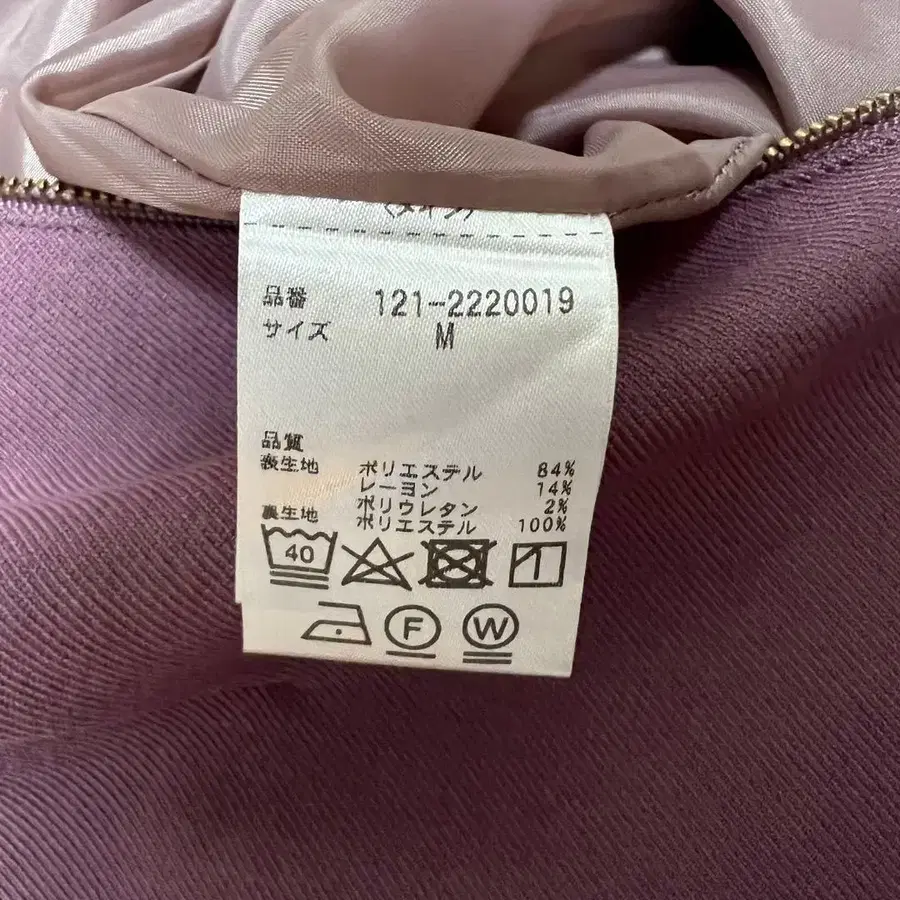 品番 121-2220019
サイズ M
品質
表生地 ポリエステル 84%
レーヨン 14%
ポリウレタン 2%
裏生地 ポリエステル 100%
40
F W